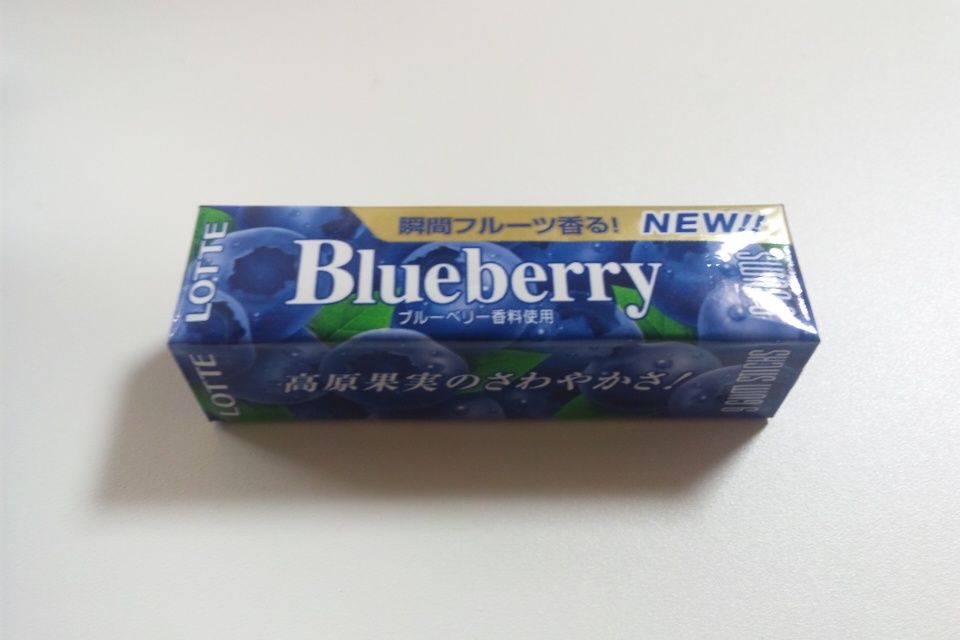 瞬間フルーツ香る! NEW!!
LOTTE
Blueberry
ブルーベリー香料使用
LOTTE
高原果実のさわやかさ!
9 GUM STICKS